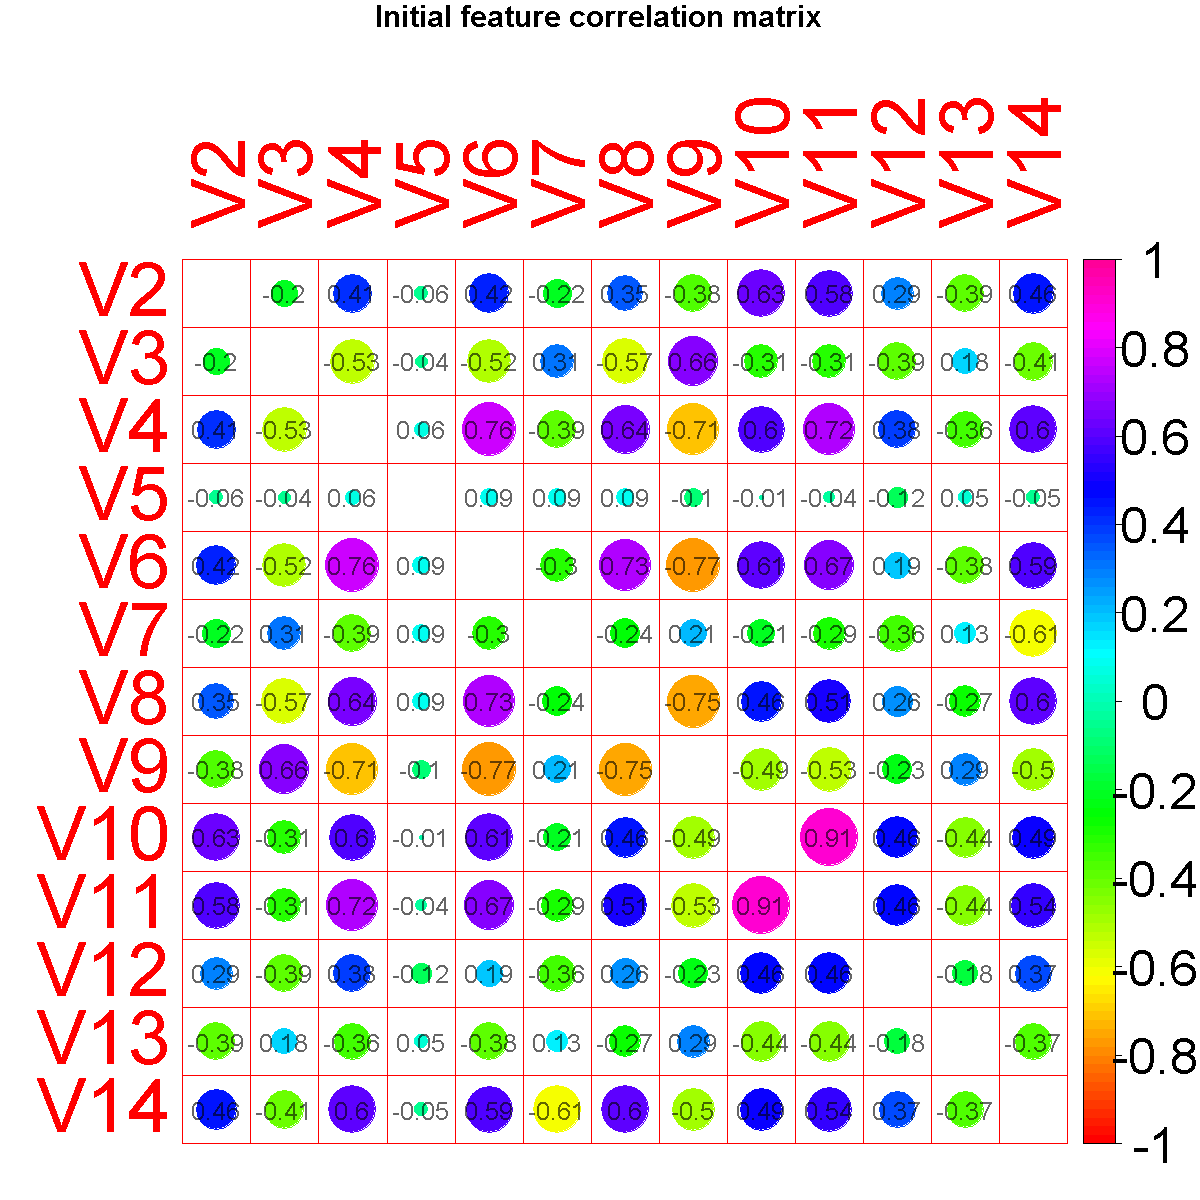 Initial feature correlation matrix
V2 V3 V4 V5 V6 V7 V8 V9 V10 V11 V12 V13 V14
V2 -0.2 0.41 -0.06 0.42 -0.22 0.35 -0.38 0.63 0.58 0.29 -0.39 0.46
V3 -0.2 -0.53 -0.04 -0.52 0.31 -0.57 0.66 -0.31 -0.31 -0.39 0.18 -0.41
V4 0.41 -0.53 0.06 0.76 -0.39 0.64 -0.71 0.6 0.72 0.38 -0.36 0.6
V5 -0.06 -0.04 0.06 0.09 0.09 0.09 -0.1 -0.01 -0.04 -0.12 0.05 -0.05
V6 0.42 -0.52 0.76 0.09 -0.3 0.73 -0.77 0.61 0.67 0.19 -0.38 0.59
V7 -0.22 0.31 -0.39 0.09 -0.3 -0.24 0.21 -0.21 -0.29 -0.36 0.13 -0.61
V8 0.35 -0.57 0.64 0.09 0.73 -0.24 -0.75 0.46 0.51 0.26 -0.27 0.6
V9 -0.38 0.66 -0.71 -0.1 -0.77 0.21 -0.75 -0.49 -0.53 -0.23 0.29 -0.5
V10 0.63 -0.31 0.6 -0.01 0.61 -0.21 0.46 -0.49 0.91 0.46 -0.44 0.49
V11 0.58 -0.31 0.72 -0.04 0.67 -0.29 0.51 -0.53 0.91 0.46 -0.44 0.54
V12 0.29 -0.39 0.38 -0.12 0.19 -0.36 0.26 -0.23 0.46 0.46 -0.18 0.37
V13 -0.39 0.18 -0.36 0.05 -0.38 0.13 -0.27 0.29 -0.44 -0.44 -0.18 -0.37
V14 0.46 -0.41 0.6 -0.05 0.59 -0.61 0.6 -0.5 0.49 0.54 0.37 -0.37
1
0.8
0.6
0.4
0.2
0
-0.2
-0.4
-0.6
-0.8
-1